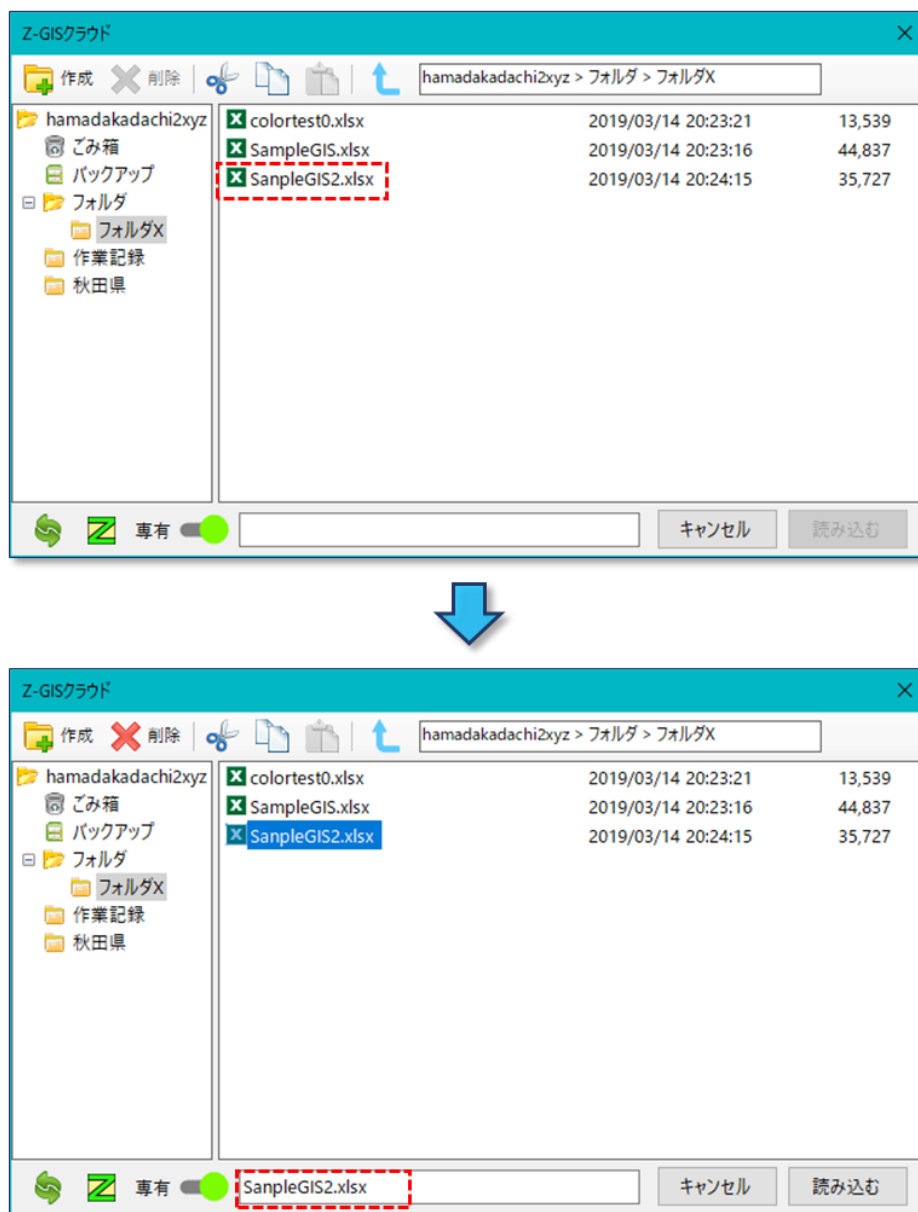 Z-GISクラウド
作成 削除 hamadakadachi2xyz > フォルダ > フォルダX
hamadakadachi2xyz colortest0.xlsx 2019/03/14 20:23:21 13,539
ごみ箱 SampleGIS.xlsx 2019/03/14 20:23:16 44,837
バックアップ SanpleGIS2.xlsx 2019/03/14 20:24:15 35,727
フォルダ
フォルダX
作業記録
秋田県
専有 キャンセル 読み込む
Z-GISクラウド
作成 削除 hamadakadachi2xyz > フォルダ > フォルダX
hamadakadachi2xyz colortest0.xlsx 2019/03/14 20:23:21 13,539
ごみ箱 SampleGIS.xlsx 2019/03/14 20:23:16 44,837
バックアップ SanpleGIS2.xlsx 2019/03/14 20:24:15 35,727
フォルダ
フォルダX
作業記録
秋田県
専有 SanpleGIS2.xlsx キャンセル 読み込む